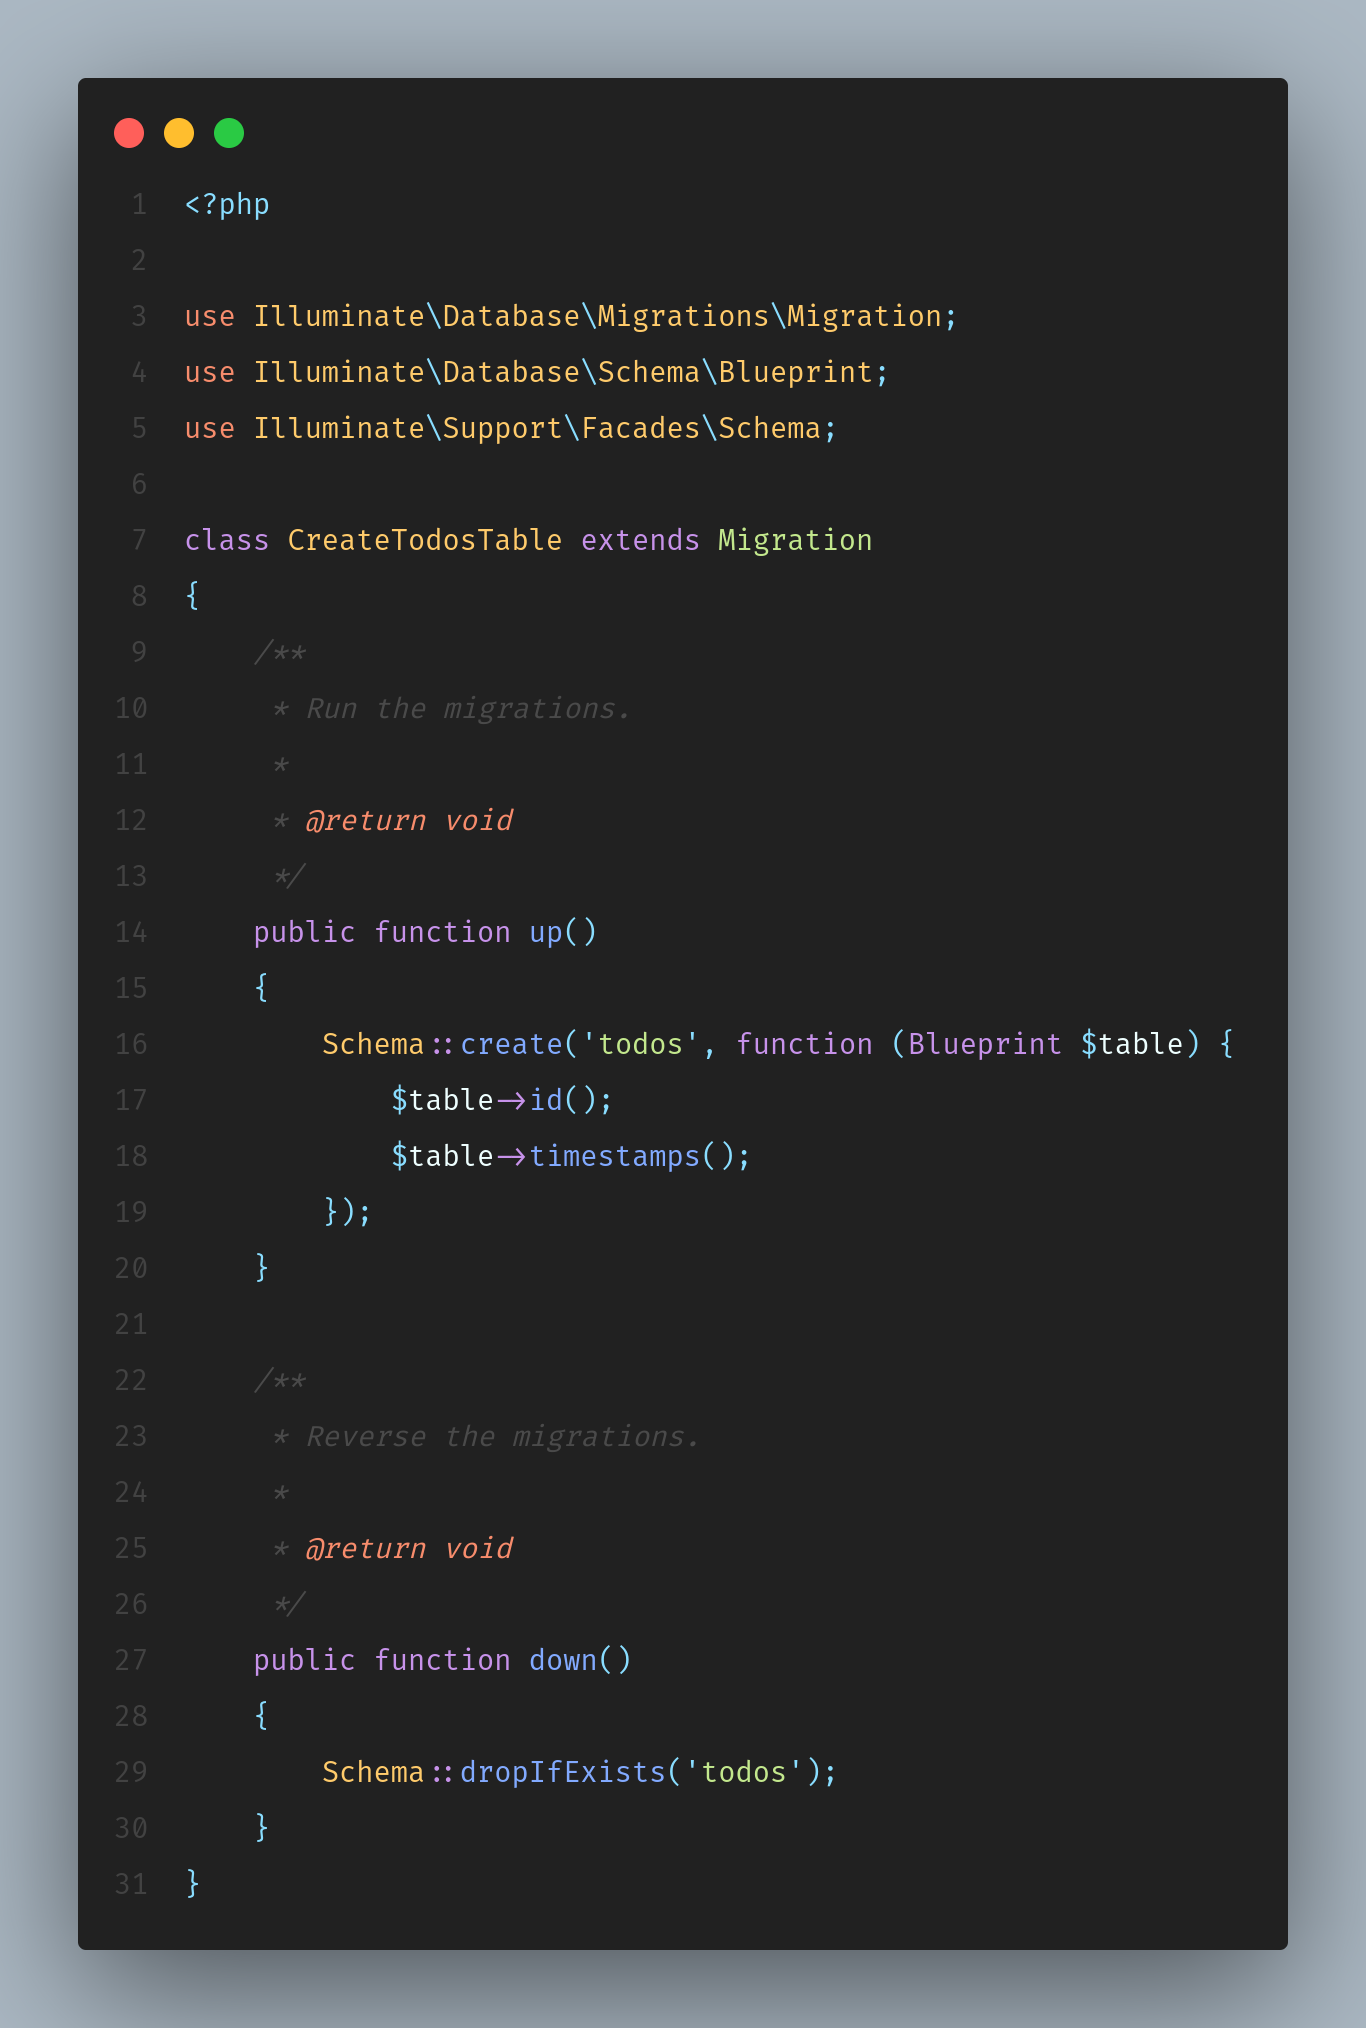 1 <?php
2
3 use Illuminate\Database\Migrations\Migration;
4 use Illuminate\Database\Schema\Blueprint;
5 use Illuminate\Support\Facades\Schema;
6
7 class CreateTodosTable extends Migration
8 {
9     /**
10      * Run the migrations.
11      *
12      * @return void
13      */
14     public function up()
15     {
16         Schema::create('todos', function (Blueprint $table) {
17             $table->id();
18             $table->timestamps();
19         });
20     }
21
22     /**
23      * Reverse the migrations.
24      *
25      * @return void
26      */
27     public function down()
28     {
29         Schema::dropIfExists('todos');
30     }
31 }